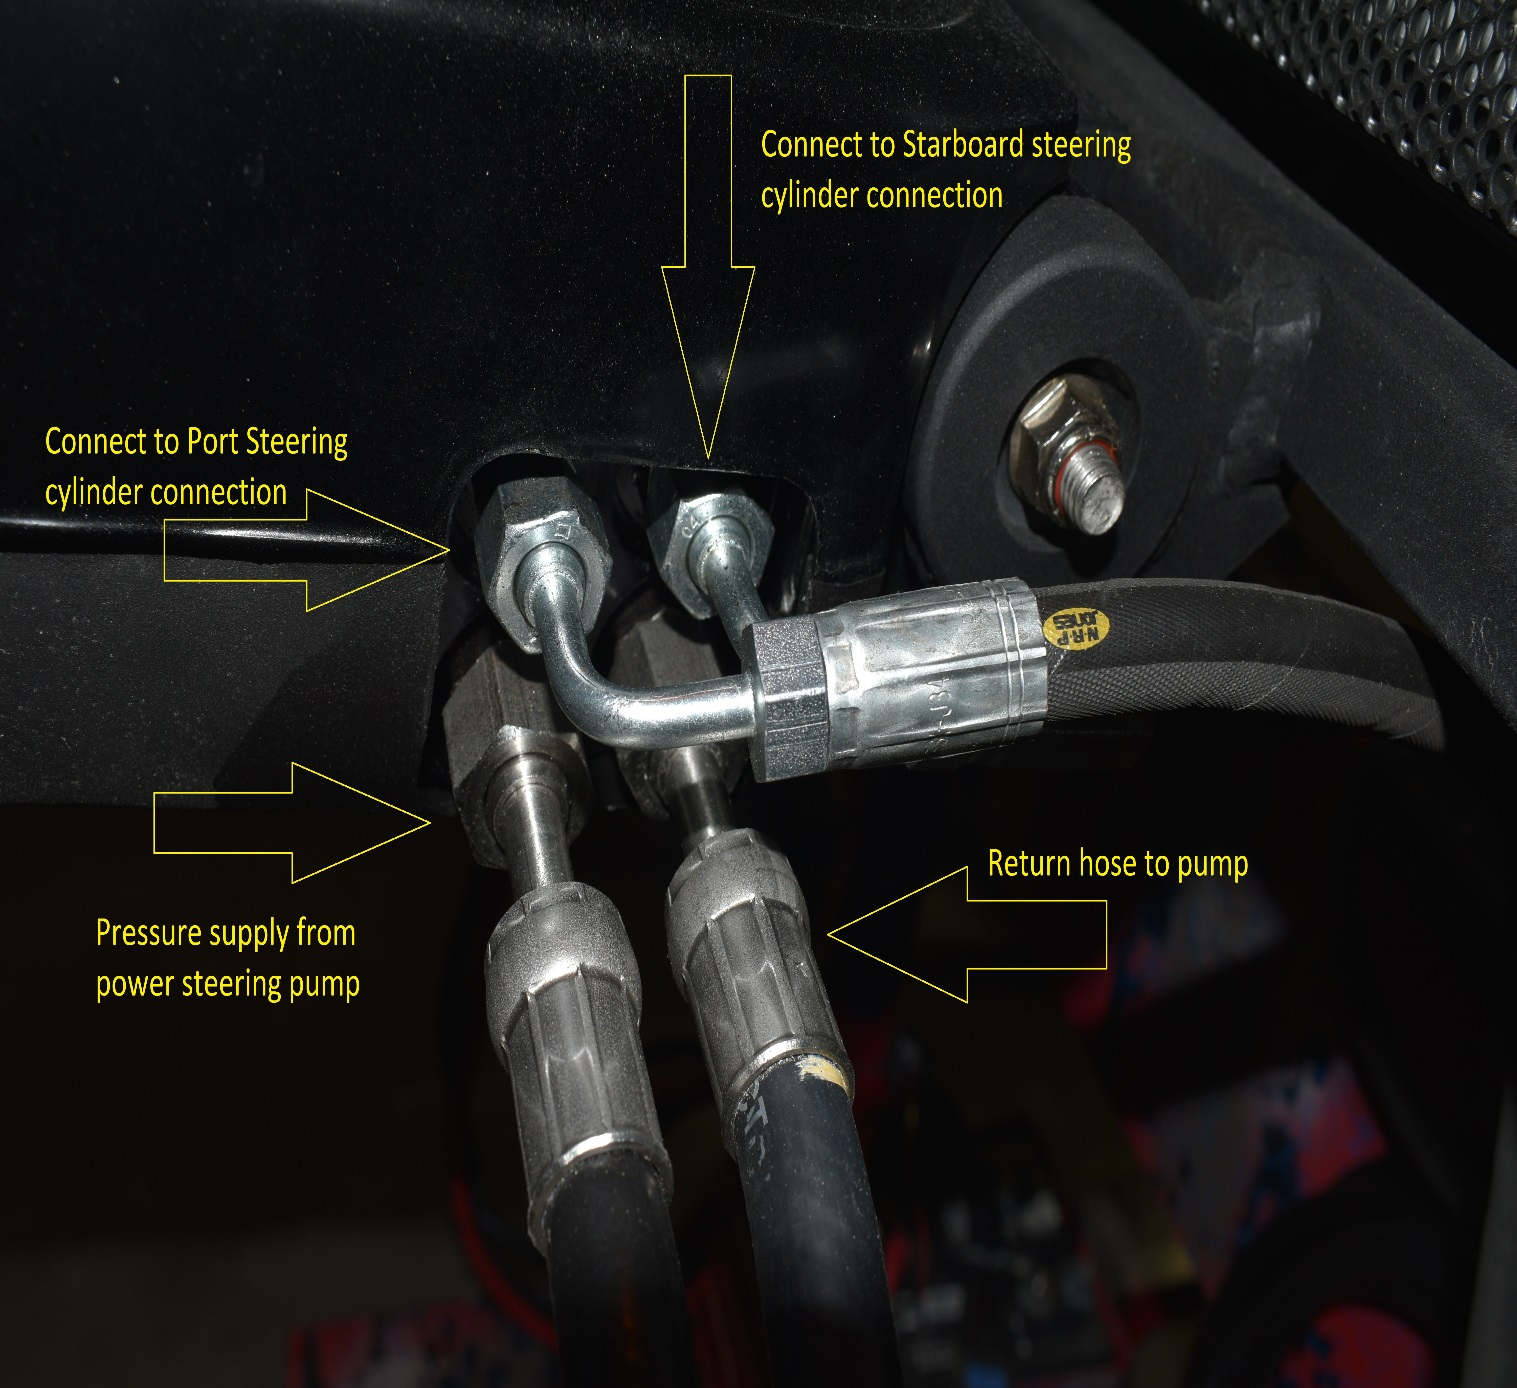 Connect to Starboard steering
cylinder connection
Connect to Port Steering
cylinder connection
N·R·P
JONES
Return hose to pump
Pressure supply from
power steering pump